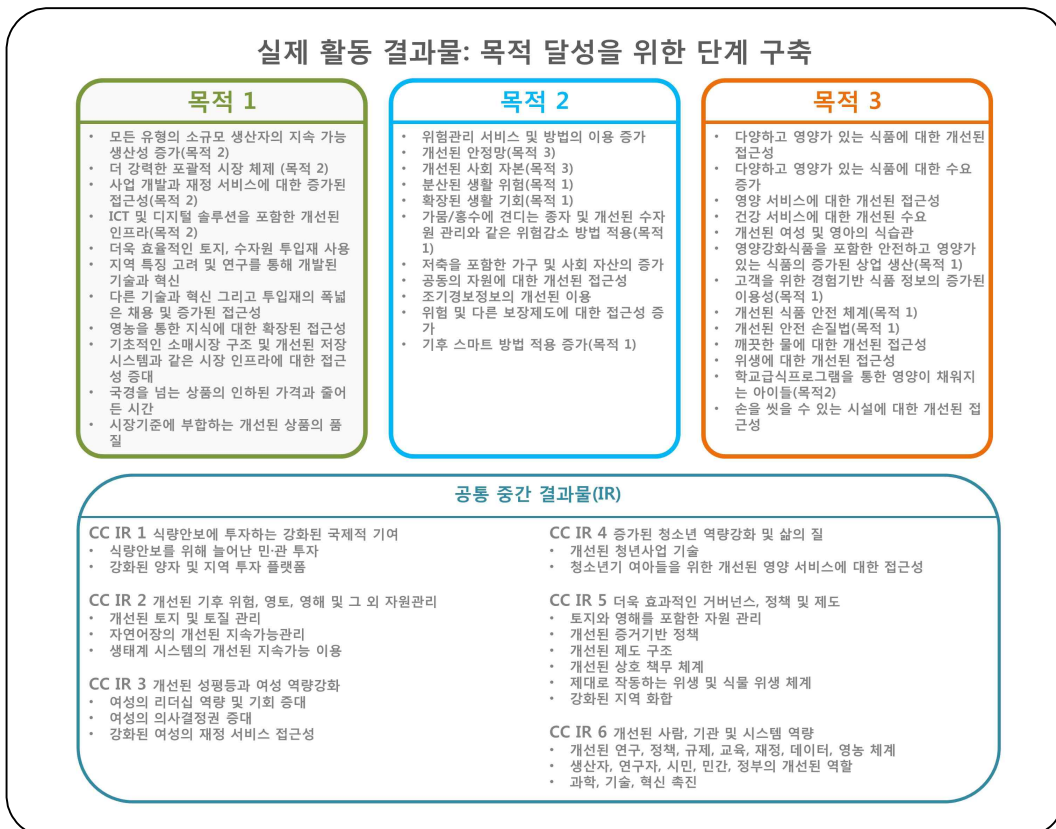 실제 활동 결과물: 목적 달성을 위한 단계 구축
목적 1
• 모든 유형의 소규모 생산자의 지속 가능
생산성 증가(목적 2)
• 더 강력한 포괄적 시장 체제 (목적 2)
• 사업 개발과 재정 서비스에 대한 증가된
접근성(목적 2)
• ICT 및 디지털 솔루션을 포함한 개선된
인프라(목적 2)
• 더욱 효율적인 토지, 수자원 투입재 사용
• 지역 특징 고려 및 연구를 통해 개발된
기술과 혁신
• 다른 기술과 혁신 그리고 투입재의 폭넓
은 채용 및 증가된 접근성
• 영농을 통한 지식에 대한 확장된 접근성
• 기초적인 소매시장 구조 및 개선된 저장
시스템과 같은 시장 인프라에 대한 접근
성 증대
• 국경을 넘는 상품의 인하된 가격과 줄어
든 시간
• 시장기준에 부합하는 개선된 상품의 품
질
목적 2
• 위험관리 서비스 및 방법의 이용 증가
• 개선된 안정망(목적 3)
• 개선된 사회 자본(목적 3)
• 분산된 생활 위험(목적 1)
• 확장된 생활 기회(목적 1)
• 가뭄/홍수에 견디는 종자 및 개선된 수자
원 관리와 같은 위험감소 방법 적용(목적
1)
• 저축을 포함한 가구 및 사회 자산의 증가
• 공동의 자원에 대한 개선된 접근성
• 조기경보정보의 개선된 이용
• 위험 및 다른 보장제도에 대한 접근성 증
가
• 기후 스마트 방법 적용 증가(목적 1)
목적 3
• 다양하고 영양가 있는 식품에 대한 개선된
접근성
• 다양하고 영양가 있는 식품에 대한 수요
증가
• 영양 서비스에 대한 개선된 접근성
• 건강 서비스에 대한 개선된 수요
• 개선된 여성 및 영아의 식습관
• 영양강화식품을 포함한 안전하고 영양가
있는 식품의 증가된 상업 생산(목적 1)
• 고객을 위한 경험기반 식품 정보의 증가된
이용성(목적 1)
• 개선된 식품 안전 체계(목적 1)
• 개선된 안전 손질법(목적 1)
• 깨끗한 물에 대한 개선된 접근성
• 위생에 대한 개선된 접근성
• 학교급식프로그램을 통한 영양이 채워지
는 아이들(목적2)
• 손을 씻을 수 있는 시설에 대한 개선된 접
근성
공통 중간 결과물(IR)
CC IR 1 식량안보에 투자하는 강화된 국제적 기여
• 식량안보를 위해 늘어난 민·관 투자
• 강화된 양자 및 지역 투자 플랫폼
CC IR 2 개선된 기후 위험, 영토, 영해 및 그 외 자원관리
• 개선된 토지 및 토질 관리
• 자연어장의 개선된 지속가능관리
• 생태계 시스템의 개선된 지속가능 이용
CC IR 3 개선된 성평등과 여성 역량강화
• 여성의 리더십 역량 및 기회 증대
• 여성의 의사결정권 증대
• 강화된 여성의 재정 서비스 접근성
CC IR 4 증가된 청소년 역량강화 및 삶의 질
• 개선된 청년사업 기술
• 청소년기 여아들을 위한 개선된 영양 서비스에 대한 접근성
CC IR 5 더욱 효과적인 거버넌스, 정책 및 제도
• 토지와 영해를 포함한 자원 관리
• 개선된 증거기반 정책
• 개선된 제도 구조
• 개선된 상호 책무 체계
• 제대로 작동하는 위생 및 식물 위생 체계
• 강화된 지역 화합
CC IR 6 개선된 사람, 기관 및 시스템 역량
• 개선된 연구, 정책, 규제, 교육, 재정, 데이터, 영농 체계
• 생산자, 연구자, 시민, 민간, 정부의 개선된 역할
• 과학, 기술, 혁신 촉진